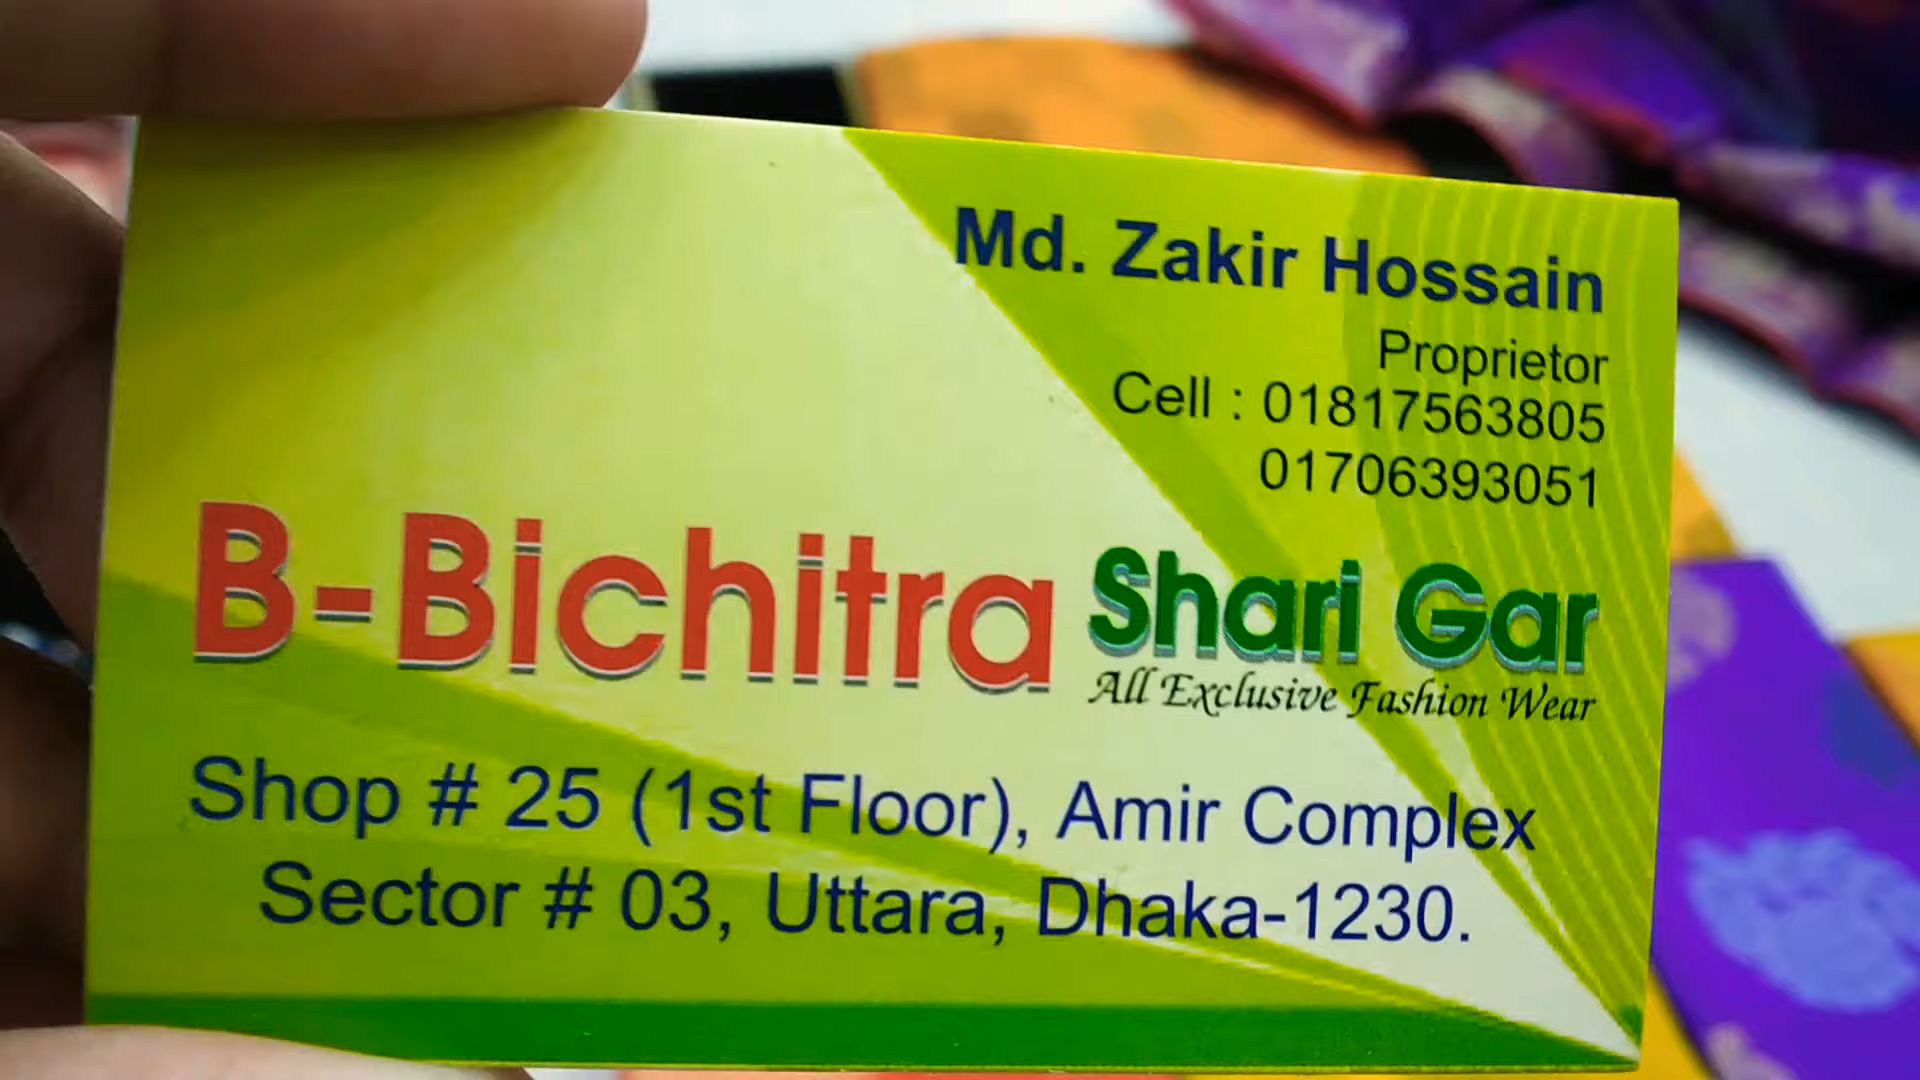 Md. Zakir Hossain
Proprietor
Cell : 01817563805
01706393051
B-Bichitra Shari Gar
All Exclusive Fashion Wear
Shop # 25 (1st Floor), Amir Complex
Sector # 03, Uttara, Dhaka-1230.